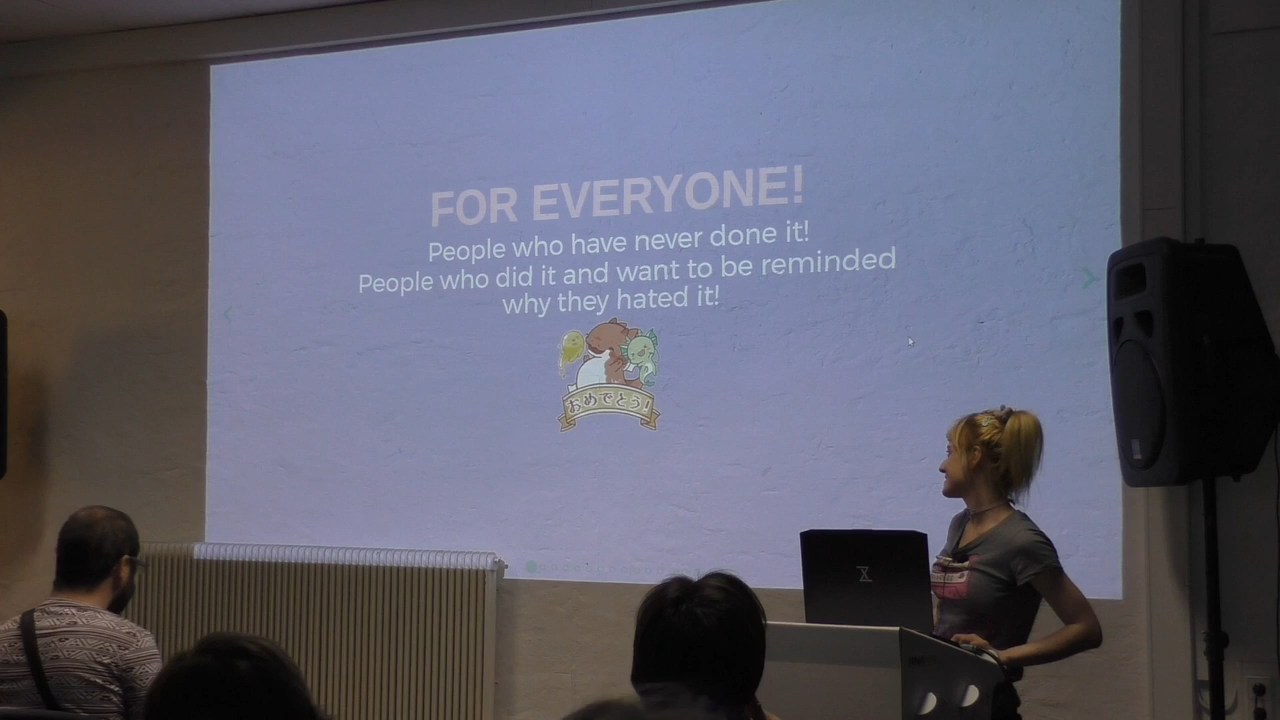 FOR EVERYONE!
People who have never done it!
People who did it and want to be reminded
why they hated it!
おめでとう!